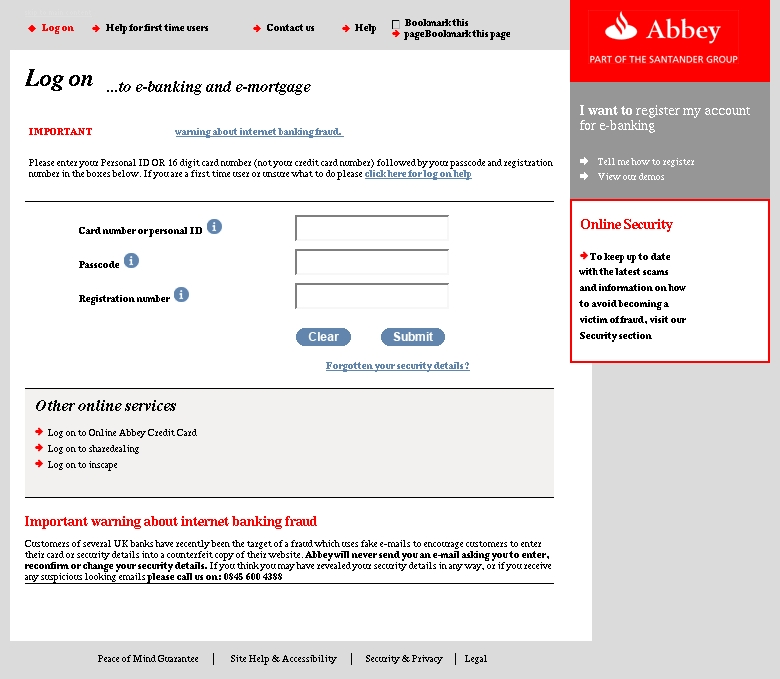 Log on
Help for first time users
Contact us
Help
Bookmark this
pageBookmark this page
Abbey
PART OF THE SANTANDER GROUP
Log on ...to e-banking and e-mortgage
I want to register my account
for e-banking
Tell me how to register
View our demos
IMPORTANT
warning about internet banking fraud.
Please enter your Personal ID OR 16 digit card number (not your credit card number) followed by your passcode and registration
number in the boxes below. If you are a first time user or unsure what to do please click here for log on help
Online Security
To keep up to date
with the latest scams
and information on how
to avoid becoming a
victim of fraud, visit our
Security section
Card number or personal ID
Passcode
Registration number
Clear
Submit
Forgotten your security details?
Other online services
Log on to Online Abbey Credit Card
Log on to sharedealing
Log on to inscape
Important warning about internet banking fraud
Customers of several UK banks have recently been the target of a fraud which uses fake e-mails to encourage customers to enter
their card or security details into a counterfeit copy of their website. Abbey will never send you an e-mail asking you to enter,
reconfirm or change your security details. If you think you may have revealed your security details in any way, or if you receive
any suspicious looking emails please call us on: 0845 600 4388
Peace of Mind Guarantee | Site Help & Accessibility | Security & Privacy | Legal